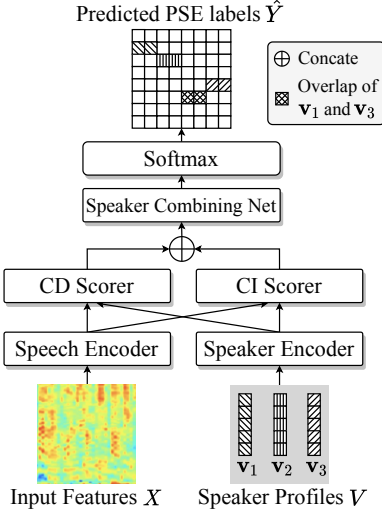 Predicted PSE labels Ŷ
Concate
Overlap of
v₁ and v₃
Softmax
Speaker Combining Net
CD Scorer
CI Scorer
Speech Encoder
Speaker Encoder
v₁ v₂ v₃
Input Features X
Speaker Profiles V